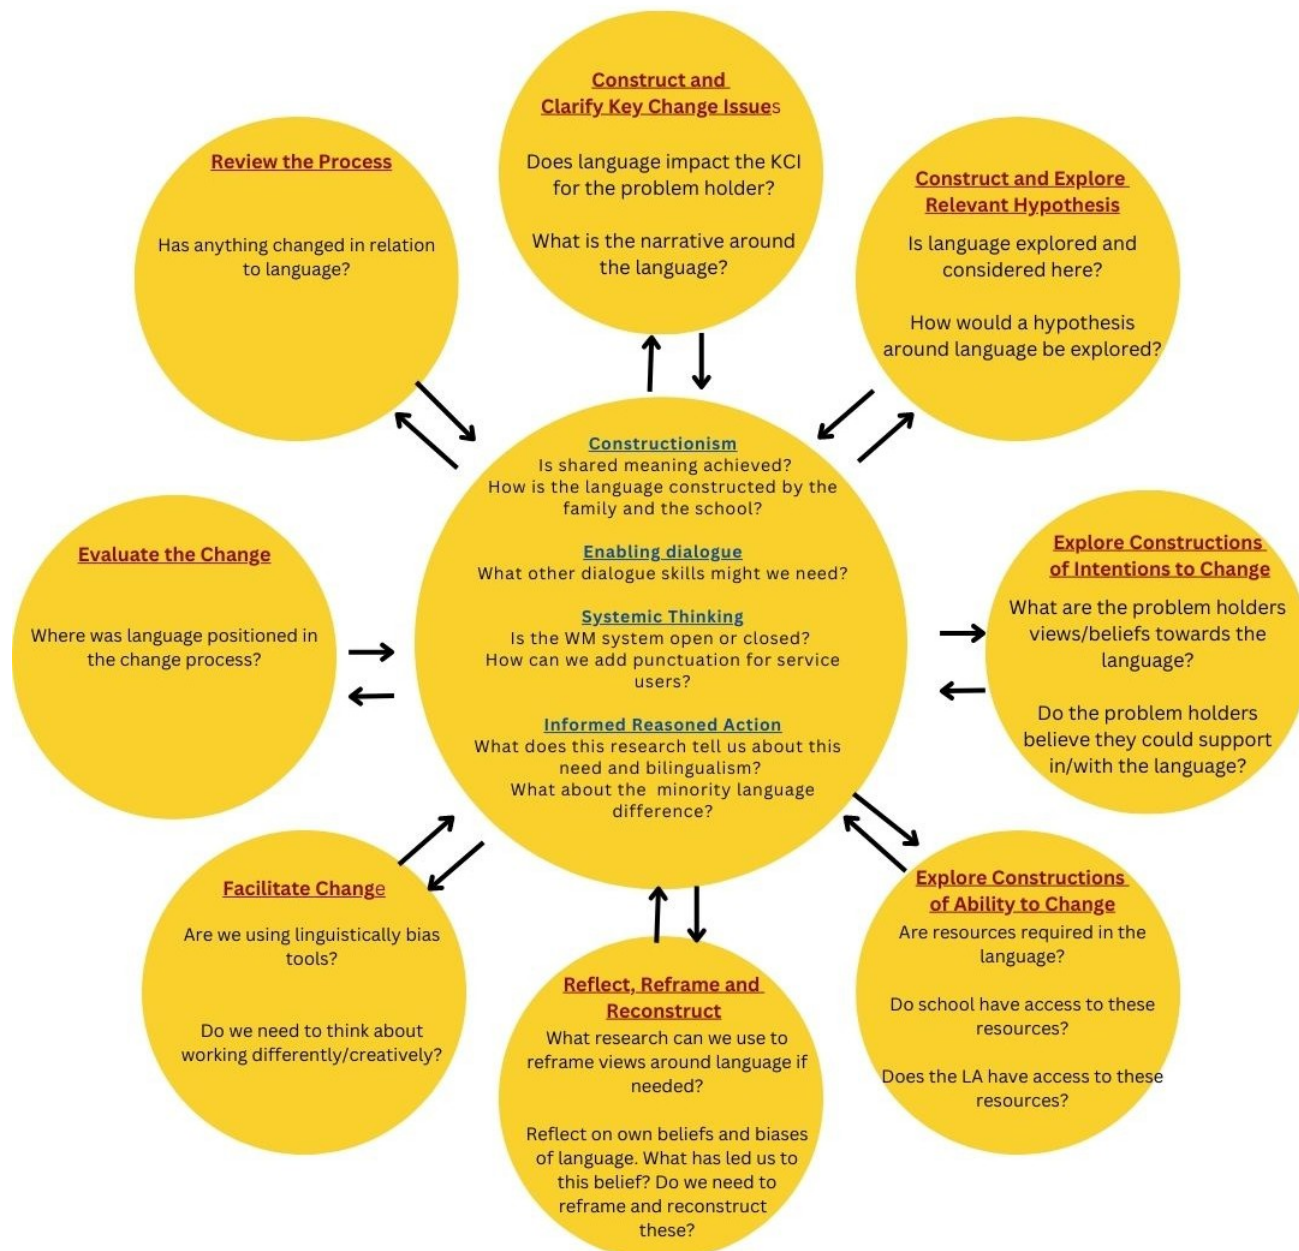 Construct and
Clarify Key Change Issues
Does language impact the KCI
for the problem holder?
What is the narrative around
the language?
Construct and Explore
Relevant Hypothesis
Is language explored and
considered here?
How would a hypothesis
around language be explored?
Explore Constructions
of Intentions to Change
What are the problem holders
views/beliefs towards the
language?
Do the problem holders
believe they could support
in/with the language?
Explore Constructions
of Ability to Change
Are resources required in the
language?
Do school have access to these
resources?
Does the LA have access to these
resources?
Reflect, Reframe and
Reconstruct
What research can we use to
reframe views around language if
needed?
Reflect on own beliefs and biases
of language. What has led us to
this belief? Do we need to
reframe and reconstruct
these?
Facilitate Change
Are we using linguistically bias
tools?
Do we need to think about
working differently/creatively?
Evaluate the Change
Where was language positioned in
the change process?
Review the Process
Has anything changed in relation
to language?
Constructionism
Is shared meaning achieved?
How is the language constructed by the
family and the school?
Enabling dialogue
What other dialogue skills might we need?
Systemic Thinking
Is the WM system open or closed?
How can we add punctuation for service
users?
Informed Reasoned Action
What does this research tell us about this
need and bilingualism?
What about the minority language
difference?